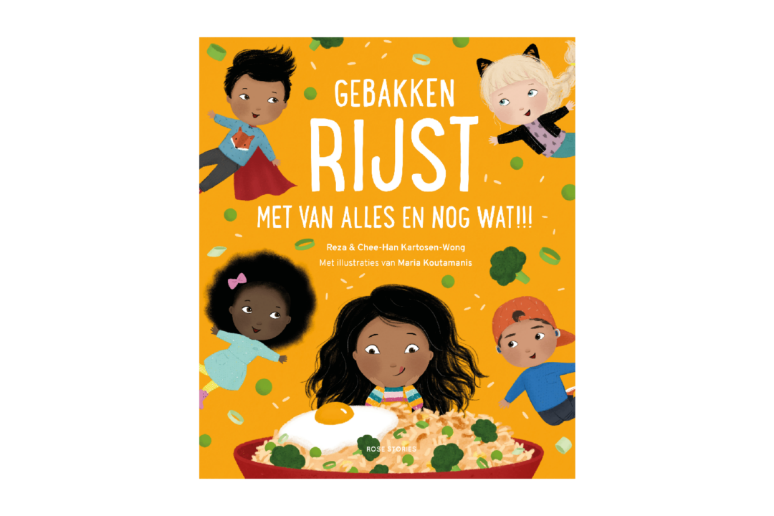 GEBAKKEN
RIJST
MET VAN ALLES EN NOG WAT!!!
Reza & Chee-Han Kartosen-Wong
Met illustraties van Maria Koutamanis
ROSE STORIES